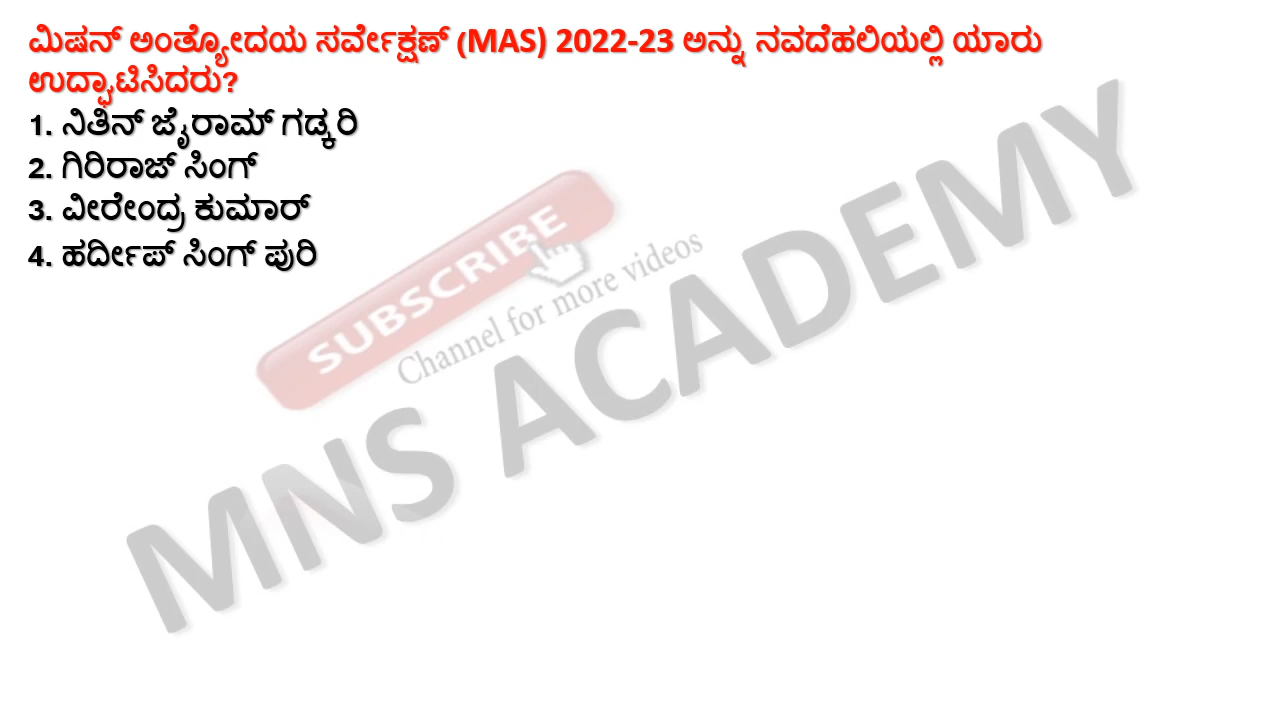 ಮಿಷನ್ ಅಂತ್ಯೋದಯ ಸರ್ವೇಕ್ಷಣ್ (MAS) 2022-23 ಅನ್ನು ನವದೆಹಲಿಯಲ್ಲಿ ಯಾರು
ಉದ್ಘಾಟಿಸಿದರು?
1. ನಿತಿನ್ ಜೈರಾಮ್ ಗಡ್ಕರಿ
2. ಗಿರಿರಾಜ್ ಸಿಂಗ್
3. ವೀರೇಂದ್ರ ಕುಮಾರ್
4. ಹರ್ದೀಪ್ ಸಿಂಗ್ ಪುರಿ
SUBSCRIBE
Channel for more videos
MNS ACADEMY